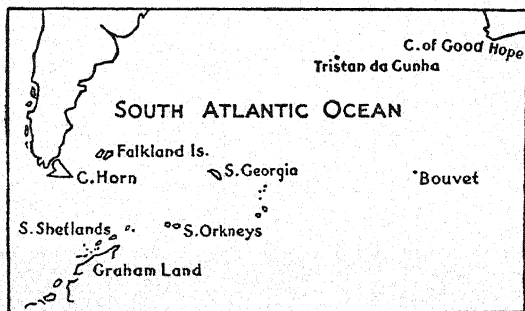 C. of Good Hope
Tristan da Cunha
SOUTH ATLANTIC OCEAN
Falkland Is.
S. Georgia
C. Horn
Bouvet
S. Shetlands
S. Orkneys
Graham Land